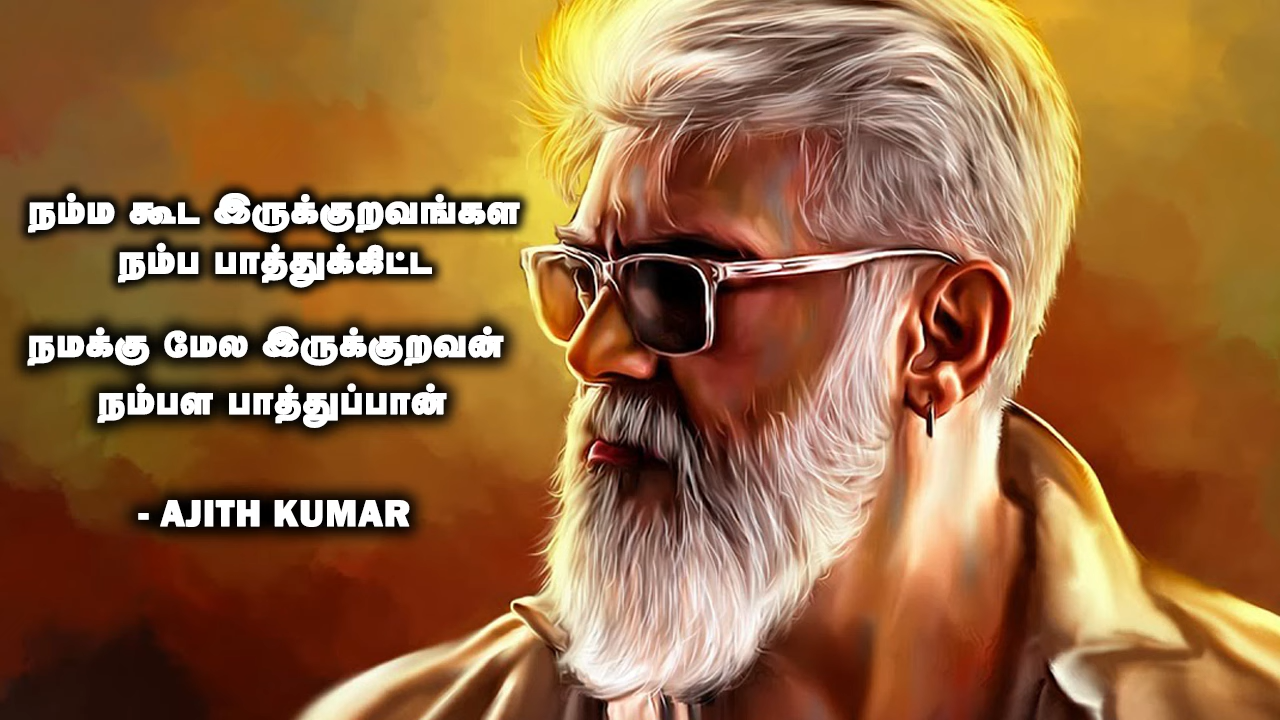 நம்ம கூட இருக்குறவங்கள
நம்ப பாத்துக்கிட்ட
நமக்கு மேல இருக்குறவன்
நம்பள பாத்துப்பான்
- AJITH KUMAR